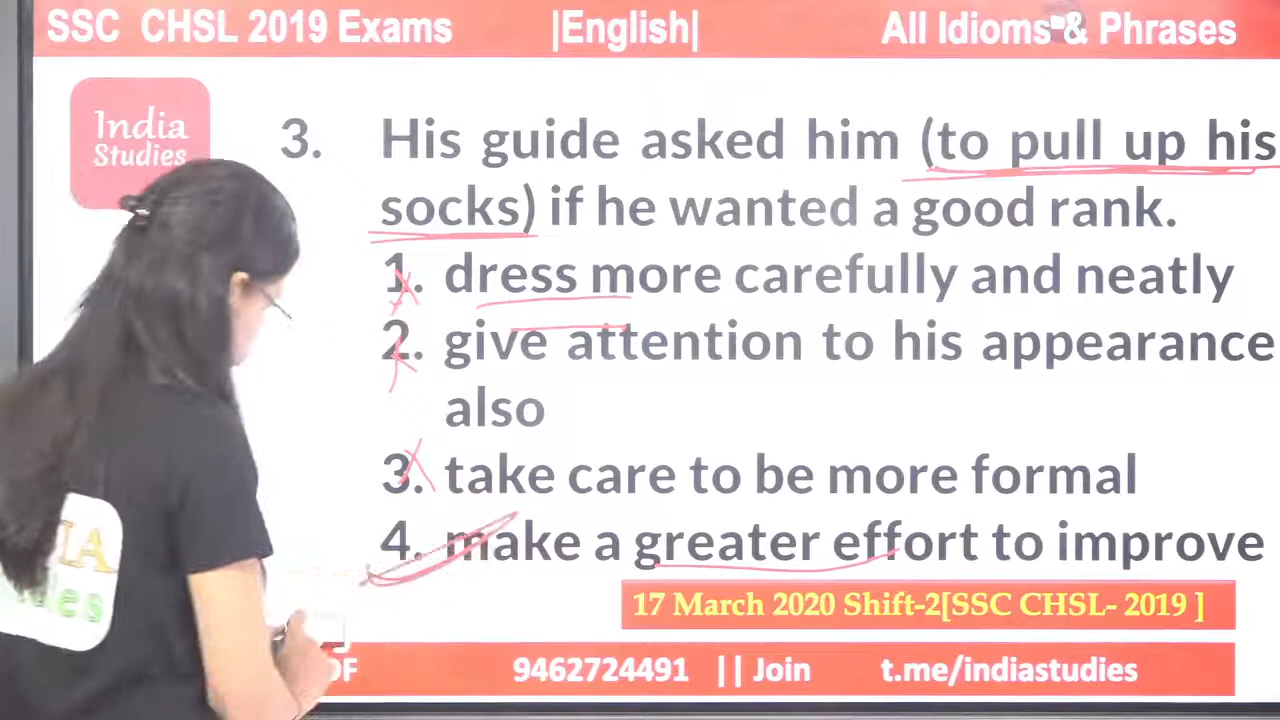 SSC CHSL 2019 Exams |English| All Idioms & Phrases
India
Studies
3. His guide asked him (to pull up his
socks) if he wanted a good rank.
1. dress more carefully and neatly
2. give attention to his appearance
also
3. take care to be more formal
4. make a greater effort to improve
17 March 2020 Shift-2[SSC CHSL- 2019 ]
9462724491 || Join t.me/indiastudies